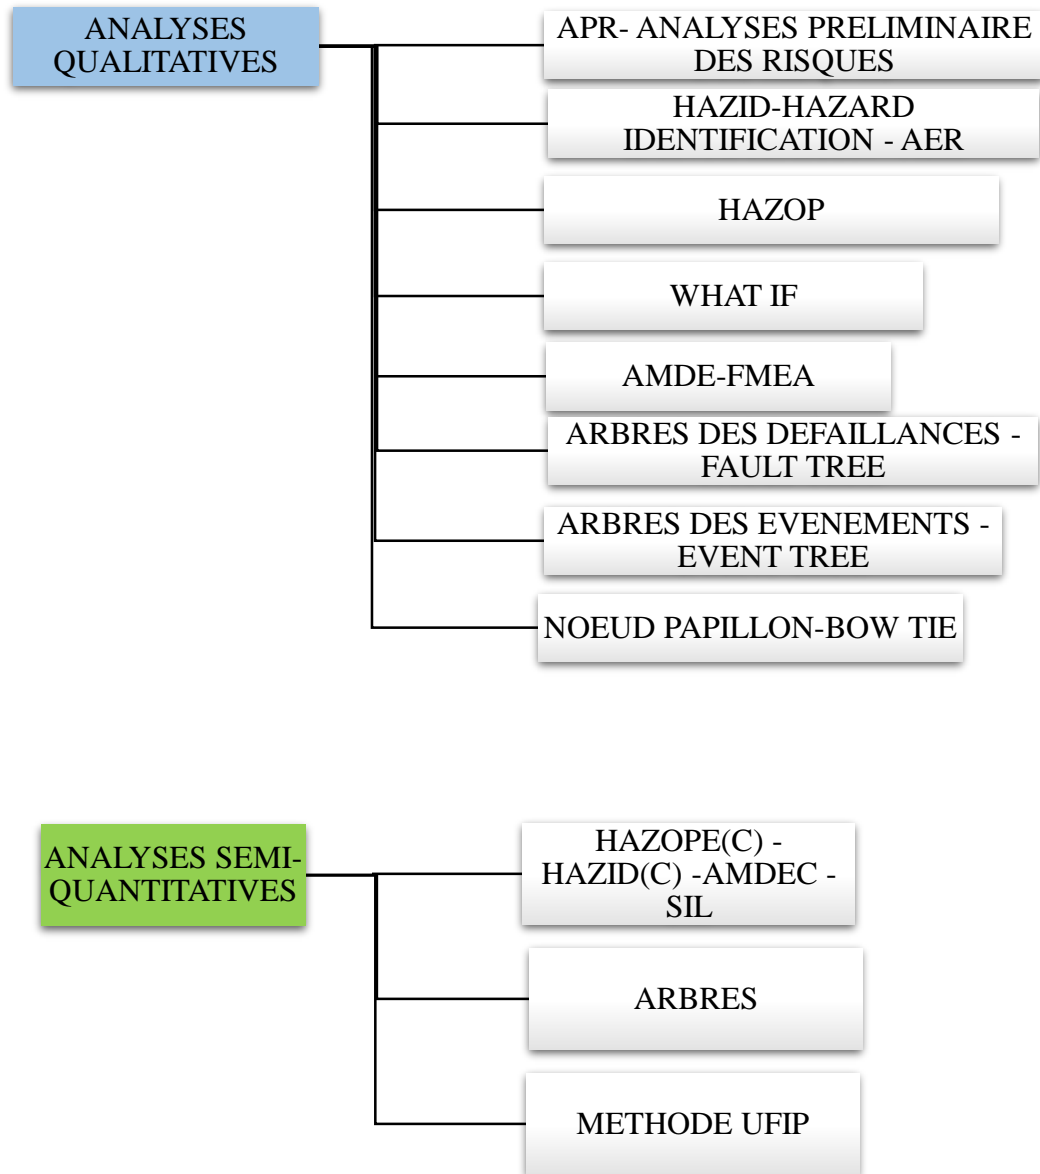 ANALYSES
QUALITATIVES
APR- ANALYSES PRELIMINAIRE
DES RISQUES
HAZID-HAZARD
IDENTIFICATION - AER
HAZOP
WHAT IF
AMDE-FMEA
ARBRES DES DEFAILLANCES -
FAULT TREE
ARBRES DES EVENEMENTS -
EVENT TREE
NOEUD PAPILLON-BOW TIE
ANALYSES SEMI-
QUANTITATIVES
HAZOPE(C) -
HAZID(C) -AMDEC -
SIL
ARBRES
METHODE UFIP